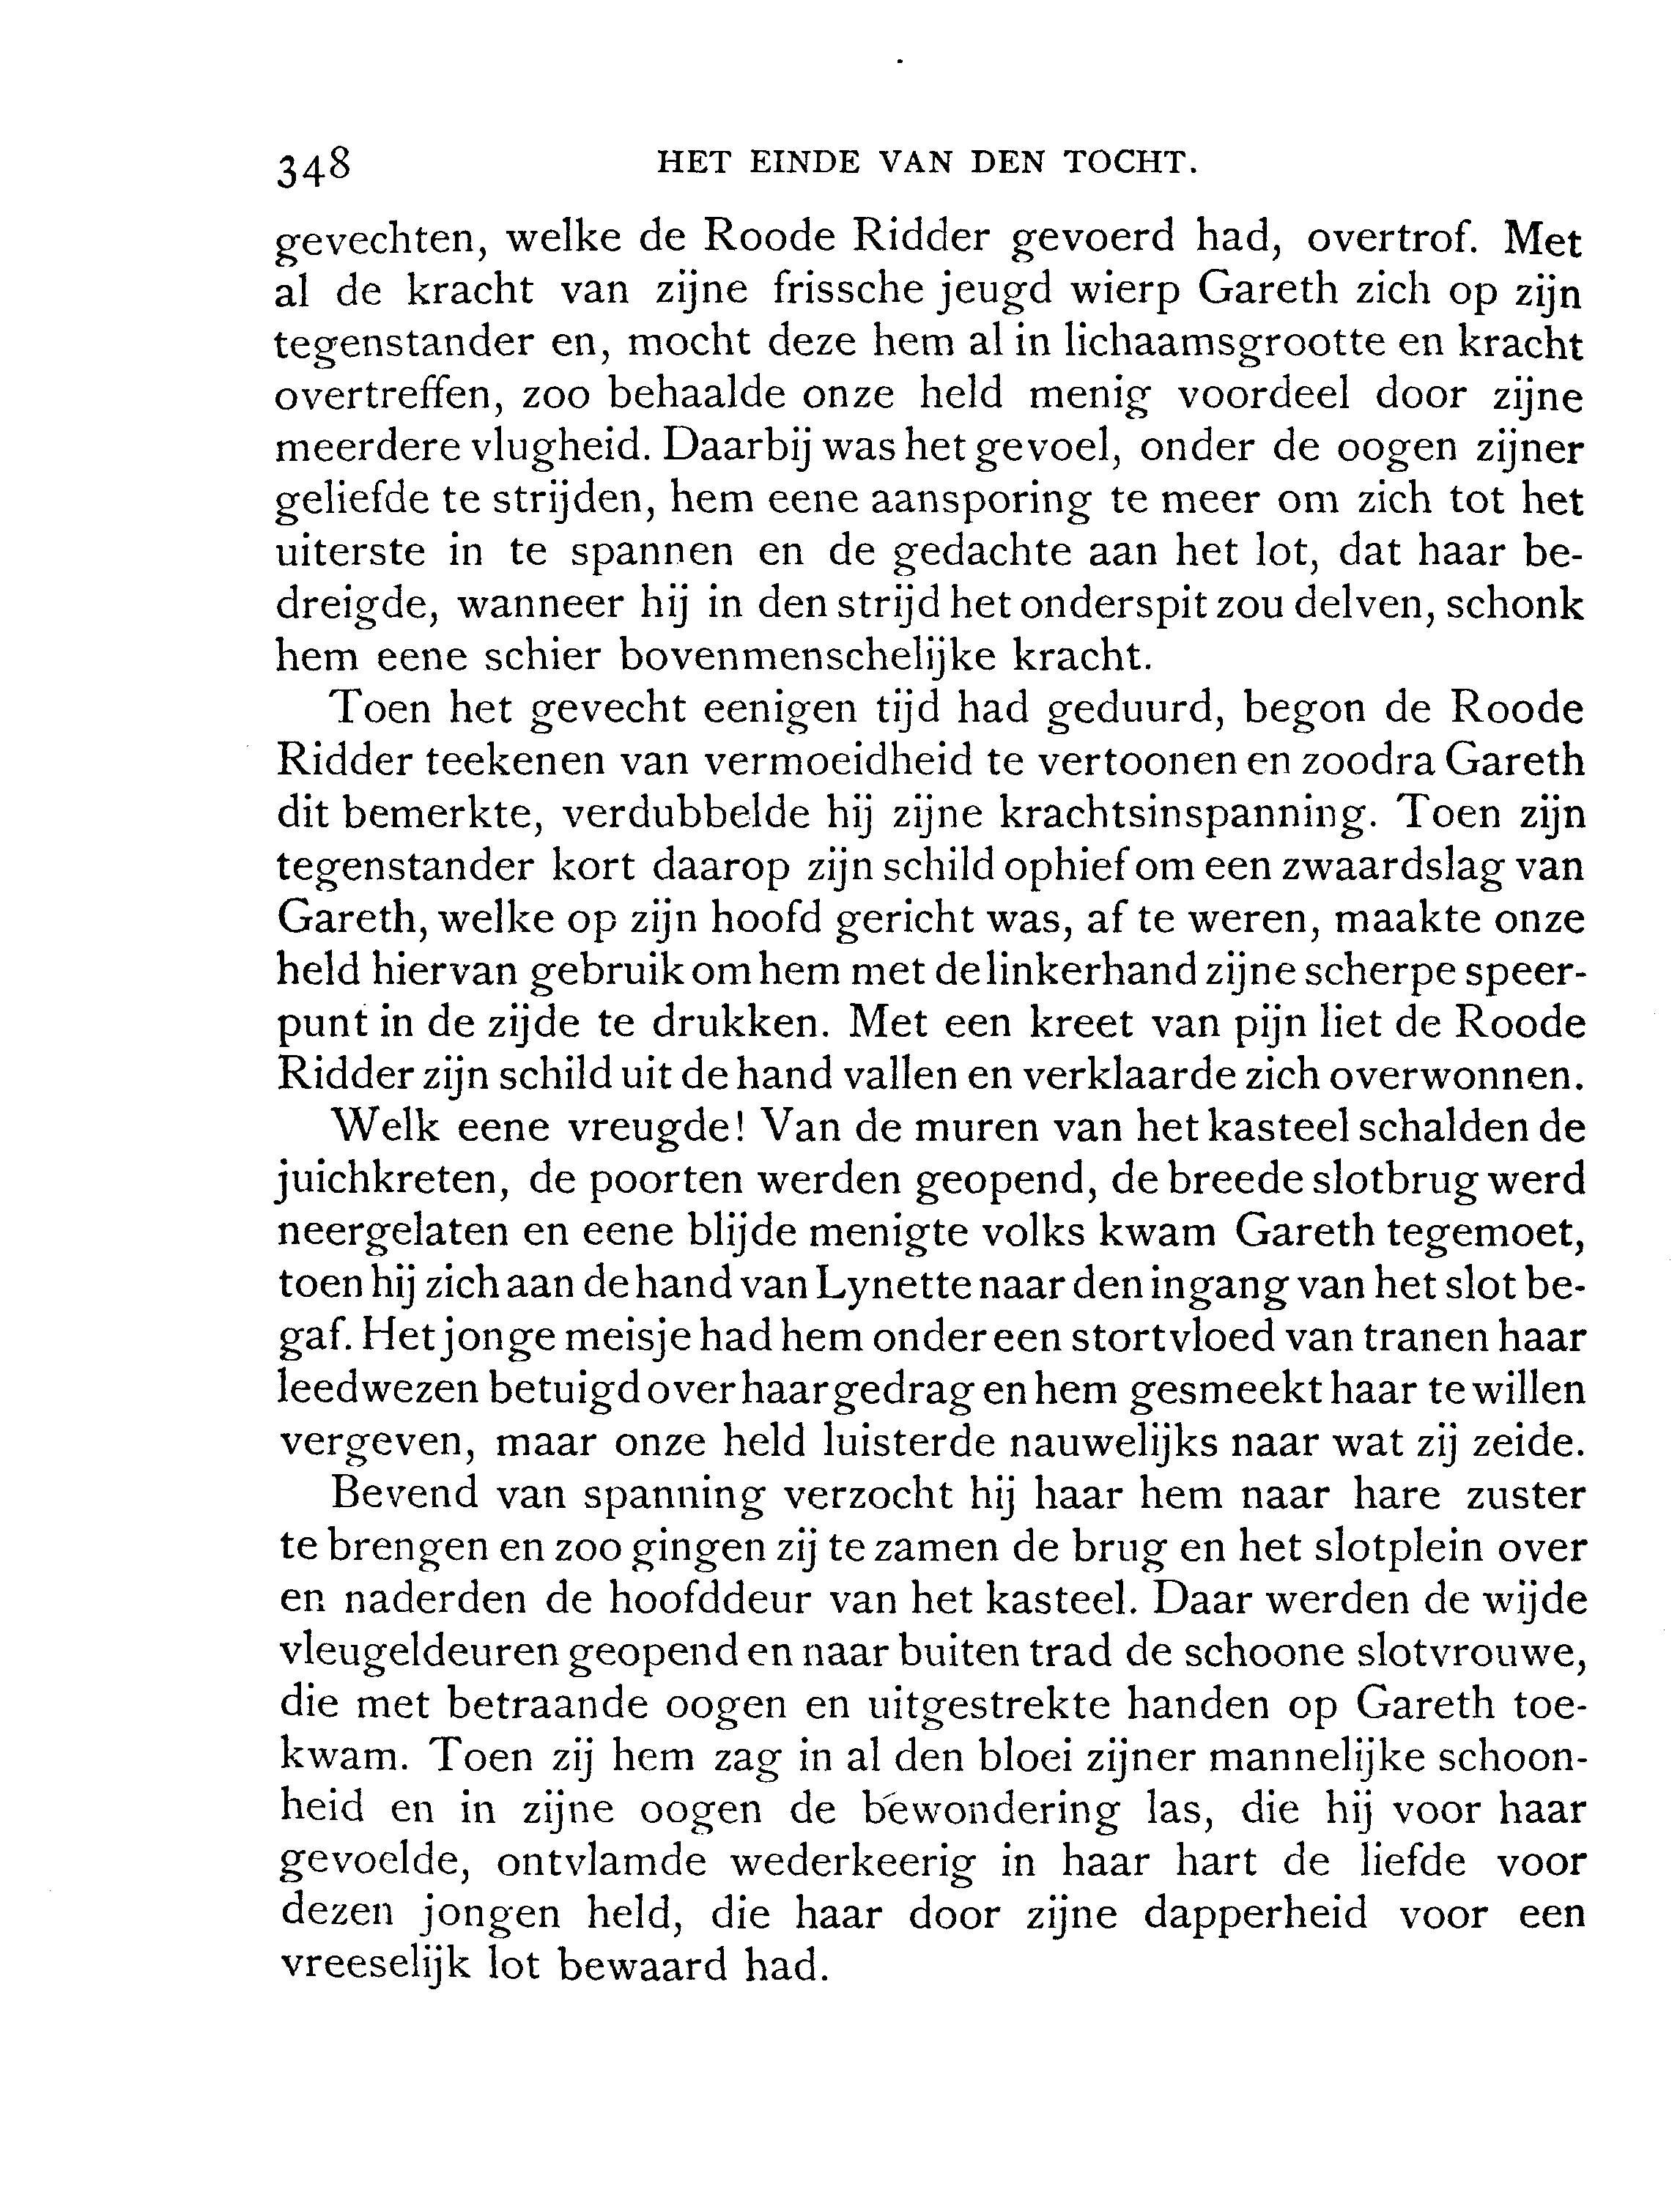 348 HET EINDE VAN DEN TOCHT.
gevechten, welke de Roode Ridder gevoerd had, overtrof. Met
al de kracht van zijne frissche jeugd wierp Gareth zich op zijn
tegenstander en, mocht deze hem al in lichaamsgrootte en kracht
overtreffen, zoo behaalde onze held menig voordeel door zijne
meerdere vlugheid. Daarbij was het gevoel, onder de oogen zijner
geliefde te strijden, hem eene aansporing te meer om zich tot het
uiterste in te spannen en de gedachte aan het lot, dat haar be-
dreigde, wanneer hij in den strijd het onderspit zou delven, schonk
hem eene schier bovenmenschelijke kracht.
Toen het gevecht eenigen tijd had geduurd, begon de Roode
Ridder teekenen van vermoeidheid te vertoonen en zoodra Gareth
dit bemerkte, verdubbelde hij zijne krachtsinspanning. Toen zijn
tegenstander kort daarop zijn schild ophief om een zwaardslag van
Gareth, welke op zijn hoofd gericht was, af te weren, maakte onze
held hiervan gebruik om hem met de linkerhand zijne scherpe speer-
punt in de zijde te drukken. Met een kreet van pijn liet de Roode
Ridder zijn schild uit de hand vallen en verklaarde zich overwonnen.
Welk eene vreugde! Van de muren van het kasteel schalden de
juichkreten, de poorten werden geopend, de breede slotbrug werd
neergelaten en eene blijde menigte volks kwam Gareth tegemoet,
toen hij zich aan de hand van Lynette naar den ingang van het slot be-
gaf. Het jonge meisje had hem onder een stortvloed van tranen haar
leedwezen betuigd over haar gedrag en hem gesmeekt haar te willen
vergeven, maar onze held luisterde nauwelijks naar wat zij zeide.
Bevend van spanning verzocht hij haar hem naar hare zuster
te brengen en zoo gingen zij te zamen de brug en het slotplein over
en naderden de hoofddeur van het kasteel. Daar werden de wijde
vleugeldeuren geopend en naar buiten trad de schoone slotvrouwe,
die met betraande oogen en uitgestrekte handen op Gareth toe-
kwam. Toen zij hem zag in al den bloei zijner mannelijke schoon-
heid en in zijne oogen de bewondering las, die hij voor haar
gevoelde, ontvlamde wederkeerig in haar hart de liefde voor
dezen jongen held, die haar door zijne dapperheid voor een
vreeselijk lot bewaard had.